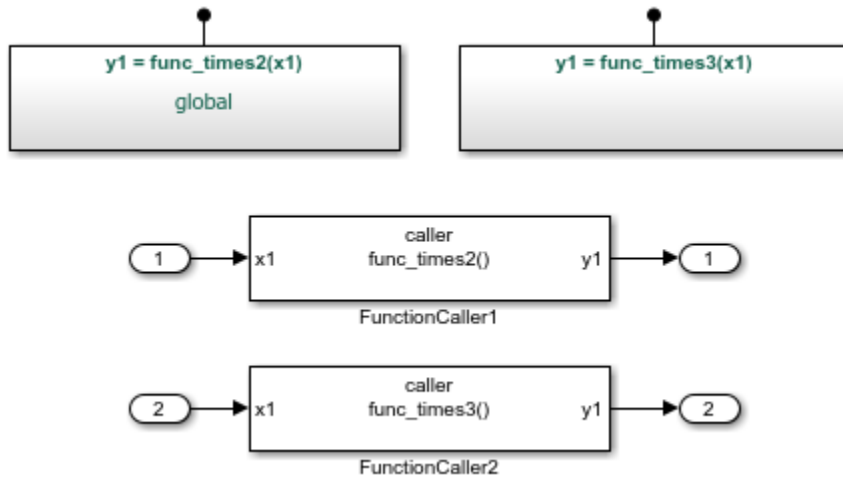 y1 = func_times2(x1)
global
y1 = func_times3(x1)
caller
1
x1
func_times2()
y1
1
FunctionCaller1
caller
2
x1
func_times3()
y1
2
FunctionCaller2